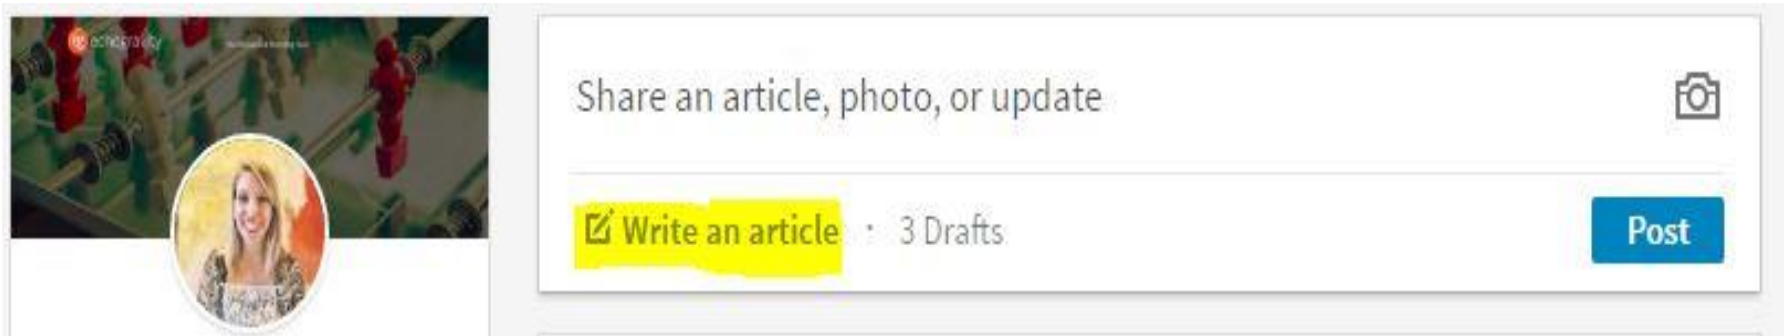 Share an article, photo, or update
Write an article · 3 Drafts
Post